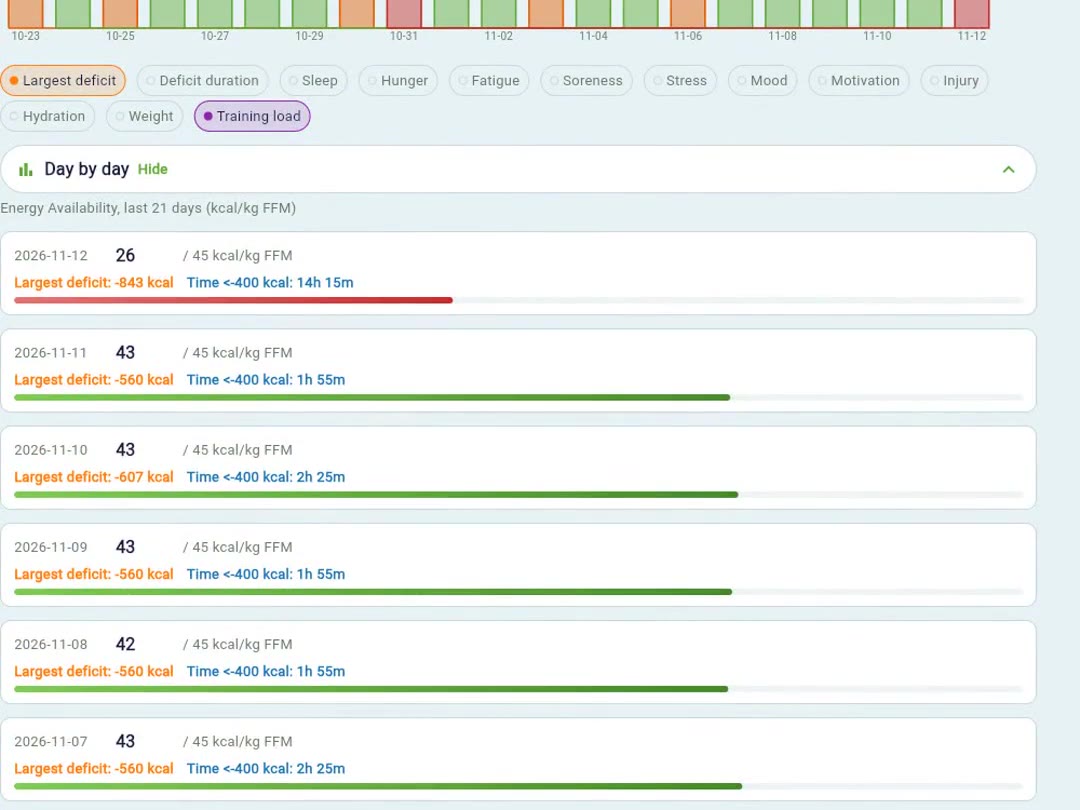 10-23 10-25 10-27 10-29 10-31 11-02 11-04 11-06 11-08 11-10 11-12
Largest deficit Deficit duration Sleep Hunger Fatigue Soreness Stress Mood Motivation Injury
Hydration Weight Training load
Day by day Hide
Energy Availability, last 21 days (kcal/kg FFM)
2026-11-12 26 / 45 kcal/kg FFM
Largest deficit: -843 kcal Time <-400 kcal: 14h 15m
2026-11-11 43 / 45 kcal/kg FFM
Largest deficit: -560 kcal Time <-400 kcal: 1h 55m
2026-11-10 43 / 45 kcal/kg FFM
Largest deficit: -607 kcal Time <-400 kcal: 2h 25m
2026-11-09 43 / 45 kcal/kg FFM
Largest deficit: -560 kcal Time <-400 kcal: 1h 55m
2026-11-08 42 / 45 kcal/kg FFM
Largest deficit: -560 kcal Time <-400 kcal: 1h 55m
2026-11-07 43 / 45 kcal/kg FFM
Largest deficit: -560 kcal Time <-400 kcal: 2h 25m